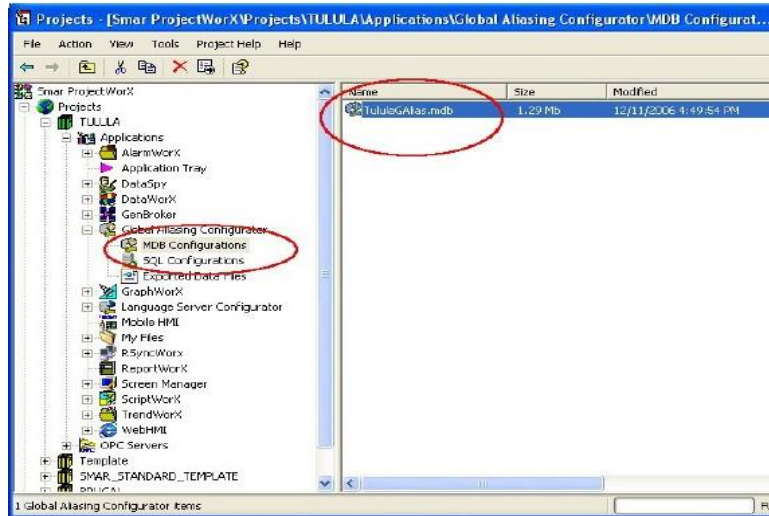 Projects - [Smar ProjectWorX\Projects\TULULA\Applications\Global Aliasing Configurator\MDB Configurat...
File Action View Tools Project Help Help
Smar ProjectWorX
Projects
TULULA
Applications
AlarmWorX
Application Tray
DataSpy
DataWorX
GenBroker
Global Aliasing Configurator
MDB Configurations
SQL Configurations
Exported Data Files
GraphWorX
Language Server Configurator
Mobile HMI
My Files
RSyncWorx
ReportWorX
Screen Manager
ScriptWorX
TrendWorX
WebHMI
OPC Servers
Template
SMAR_STANDARD_TEMPLATE
Name Size Modified
TululaGAlias.mdb 1.29 Mb 12/11/2006 4:49:54 PM
1 Global Aliasing Configurator items